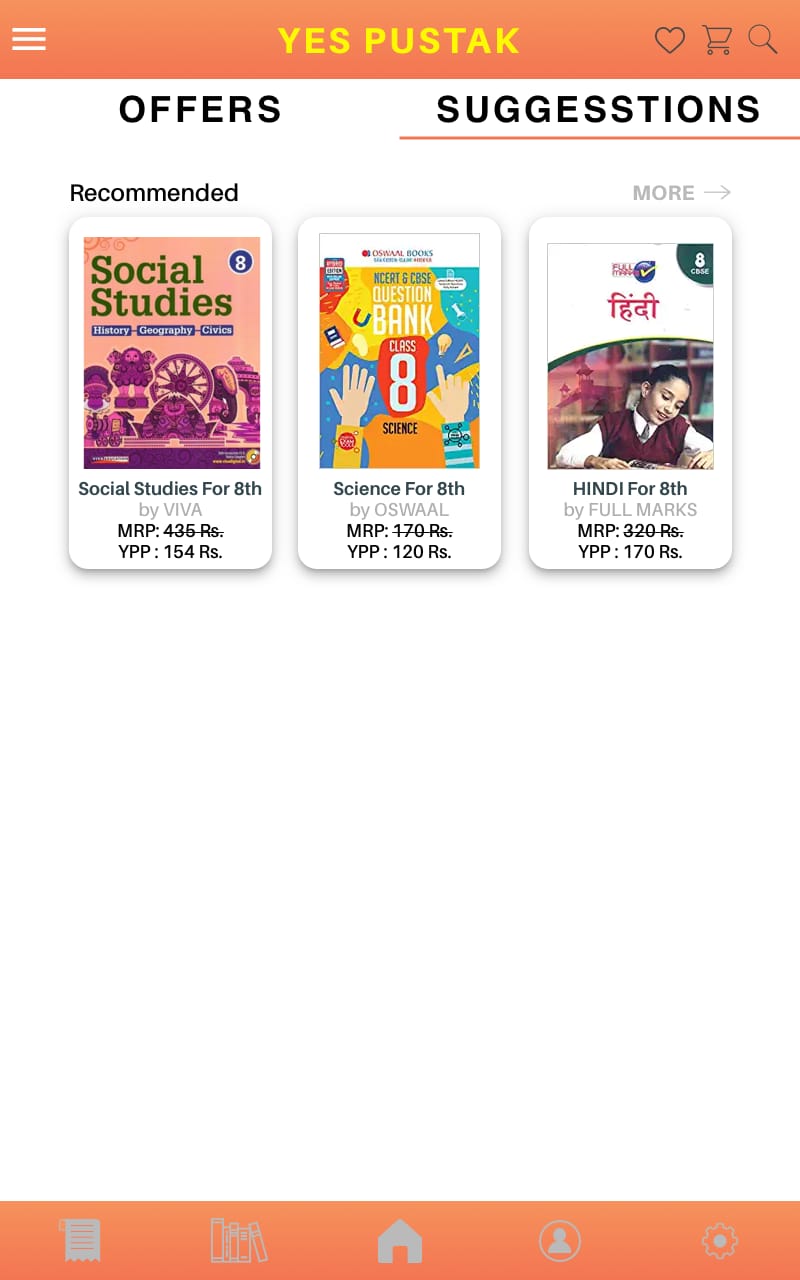 YES PUSTAK
OFFERS
SUGGESSTIONS
Recommended
MORE
Social
Studies
8
History Geography Civics
Social Studies For 8th
by VIVA
MRP: 435 Rs.
YPP : 154 Rs.
OSWAAL BOOKS
NCERT & CBSE
QUESTION
BANK
CLASS
8
SCIENCE
Science For 8th
by OSWAAL
MRP: 170 Rs.
YPP : 120 Rs.
FULL
MARKS
8
CBSE
हिंदी
HINDI For 8th
by FULL MARKS
MRP: 320 Rs.
YPP : 170 Rs.